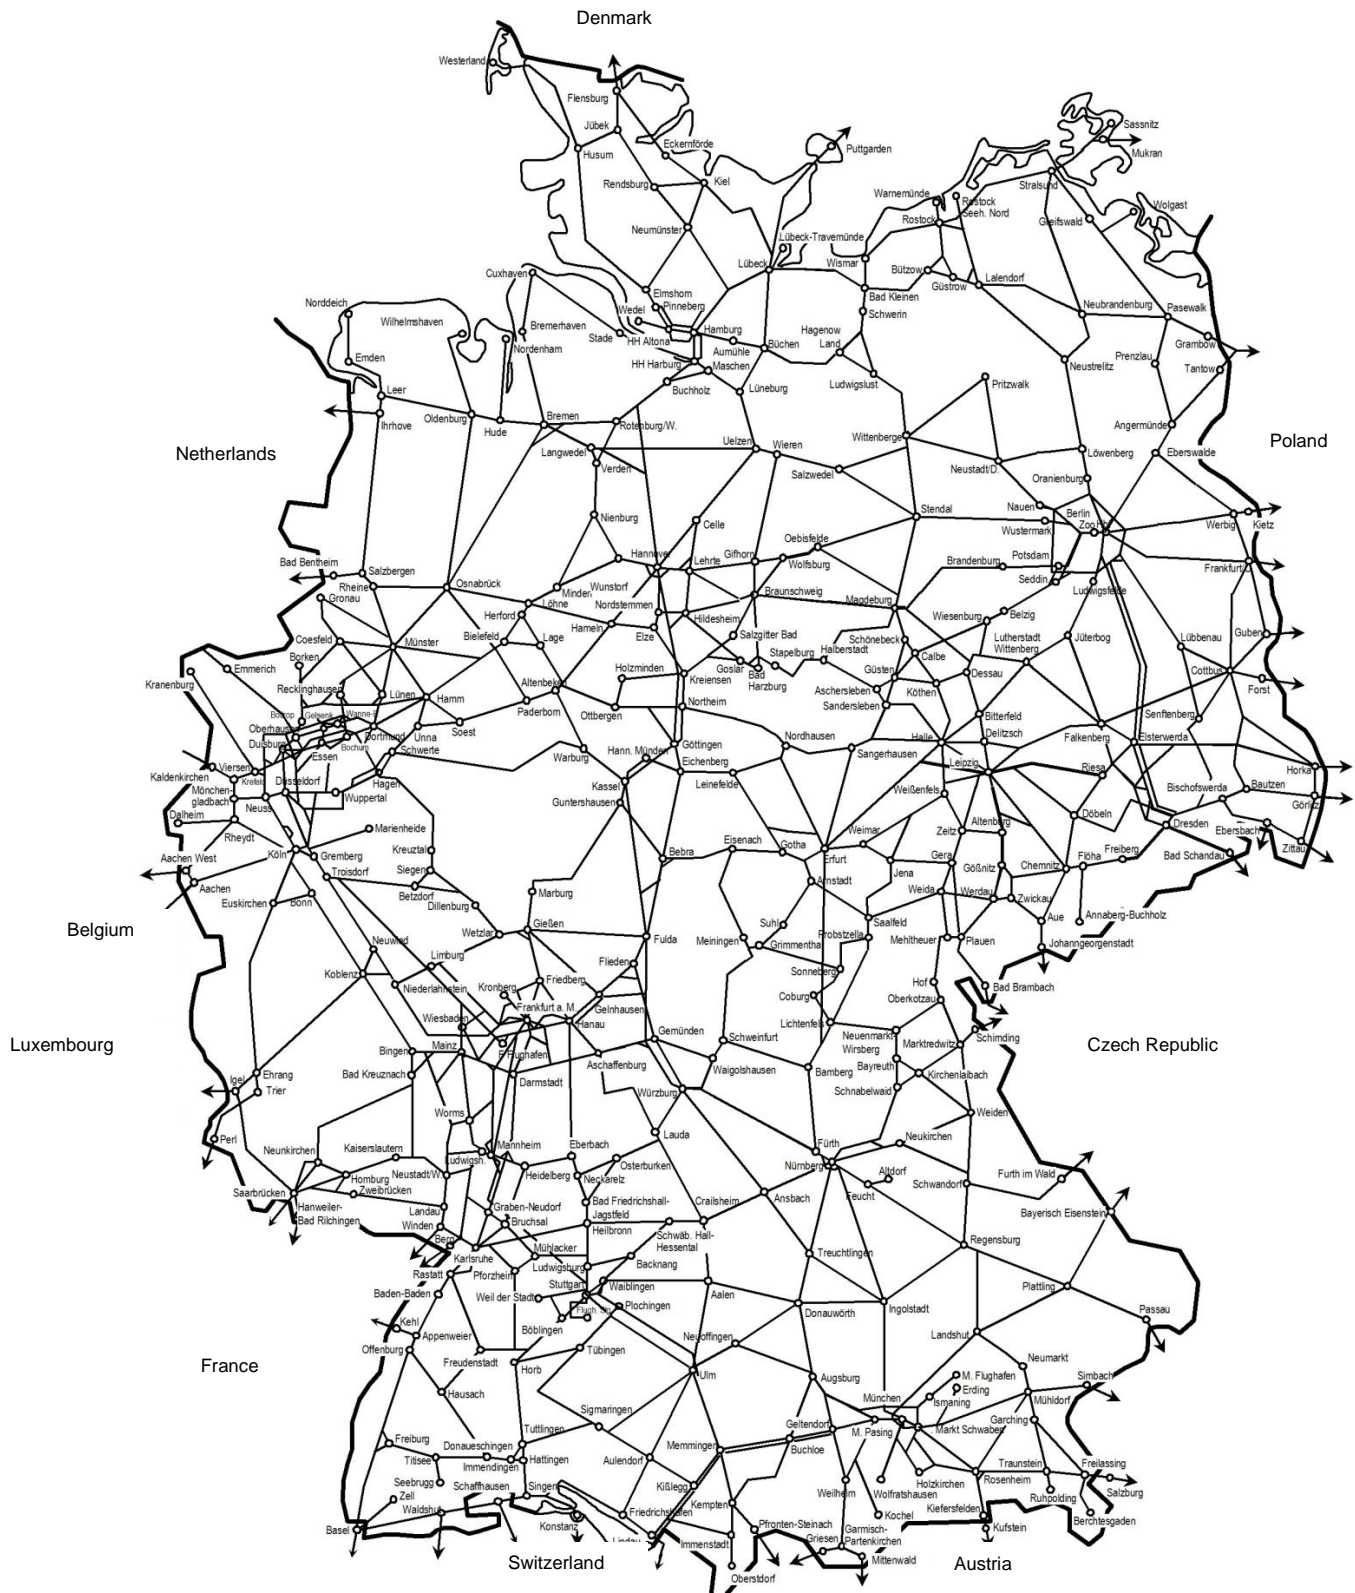 Denmark
Westerland
Flensburg
Jübek
Husum
Eckernförde
Rendsburg
Kiel
Neumünster
Puttgarden
Sassnitz
Mukran
Stralsund
Warnemünde
Rostock
Seeh. Nord
Rostock
Greifswald
Wolgast
Lübeck-Travemünde
Lübeck
Wismar
Bützow
Güstrow
Lalendorf
Bad Kleinen
Schwerin
Cuxhaven
Elmshorn
Pinneberg
Wedel
Norddeich
Wilhelmshaven
Bremerhaven
Nordenham
Stade
HH Altona
Hamburg
Aumühle
Büchen
Hagenow
Land
Neubrandenburg
Pasewalk
Grambow
Tantow
Prenzlau
Neustrelitz
Emden
Leer
Ihrhove
HH Harburg
Maschen
Buchholz
Lüneburg
Ludwigslust
Pritzwalk
Angermünde
Oldenburg
Hude
Bremen
Rotenburg/W.
Langwedel
Verden
Uelzen
Wieren
Salzwedel
Wittenberge
Neustadt/D.
Löwenberg
Eberswalde
Oranienburg
Netherlands
Poland
Nienburg
Celle
Stendal
Nauen
Berlin
Wustermark
Zoo
Hbf
Werbig
Kietz
Bad Bentheim
Salzbergen
Rheine
Gronau
Osnabrück
Hannover
Lehrte
Gifhorn
Oebisfelde
Wolfsburg
Brandenburg
Potsdam
Seddin
Ludwigsfelde
Frankfurt
Wunstorf
Minden
Löhne
Herford
Nordstemmen
Hildesheim
Braunschweig
Magdeburg
Wiesenburg
Belzig
Coesfeld
Münster
Bielefeld
Lage
Hameln
Elze
Salzgitter Bad
Stapelburg
Halberstadt
Schönebeck
Calbe
Lutherstadt
Wittenberg
Jüterbog
Lübbenau
Guben
Cottbus
Forst
Borken
Emmerich
Kranenburg
Recklinghausen
Lünen
Hamm
Altenbeken
Paderborn
Holzminden
Ottbergen
Kreiensen
Northeim
Goslar
Bad
Harzburg
Aschersleben
Sandersleben
Güsten
Köthen
Dessau
Bitterfeld
Delitzsch
Senftenberg
Bottrop
Gelsenk.
Wanne-E.
Oberhausen
Duisburg
Essen
Bochum
Dortmund
Unna
Soest
Schwerte
Warburg
Hann. Münden
Göttingen
Eichenberg
Nordhausen
Sangerhausen
Halle
Leipzig
Falkenberg
Elsterwerda
Riesa
Horka
Viersen
Kaldenkirchen
Krefeld
Düsseldorf
Hagen
Wuppertal
Mönchen-
gladbach
Neuss
Dalheim
Rheydt
Kassel
Guntershausen
Leinefelde
Weißenfels
Bischofswerda
Bautzen
Görlitz
Dresden
Ebersbach
Zittau
Bad Schandau
Marienheide
Kreuztal
Siegen
Köln
Gremberg
Troisdorf
Betzdorf
Dillenburg
Aachen West
Aachen
Euskirchen
Bonn
Marburg
Bebra
Eisenach
Gotha
Erfurt
Arnstadt
Weimar
Jena
Zeitz
Altenburg
Gera
Gößnitz
Weida
Werdau
Zwickau
Döbeln
Chemnitz
Flöha
Freiberg
Aue
Annaberg-Buchholz
Johanngeorgenstadt
Belgium
Wetzlar
Gießen
Fulda
Flieden
Meiningen
Suhl
Grimmenthal
Probstzella
Saalfeld
Mehltheuer
Plauen
Bad Brambach
Neuwied
Koblenz
Limburg
Niederlahnstein
Kronberg
Friedberg
Gelnhausen
Sonneberg
Coburg
Lichtenfels
Hof
Oberkotzau
Luxembourg
Wiesbaden
Frankfurt a. M.
Hanau
Bingen
Mainz
F. Flughafen
Gemünden
Schweinfurt
Neuenmarkt
Wirsberg
Marktredwitz
Schirnding
Czech Republic
Bad Kreuznach
Darmstadt
Aschaffenburg
Waigolshausen
Bamberg
Bayreuth
Schnabelwaid
Kirchenlaibach
Igel
Ehrang
Trier
Perl
Worms
Würzburg
Lauda
Weiden
Neunkirchen
Kaiserslautern
Homburg
Zweibrücken
Saarbrücken
Hanweiler-
Bad Rilchingen
Ludwigsh.
Mannheim
Heidelberg
Eberbach
Neckarelz
Osterburken
Neustadt/W.
Landau
Winden
Berg
Fürth
Nürnberg
Neukirchen
Altdorf
Feucht
Schwandorf
Furth im Wald
Bayerisch Eisenstein
Graben-Neudorf
Bruchsal
Bad Friedrichshall-
Jagstfeld
Heilbronn
Crailsheim
Ansbach
Schwäb. Hall-
Hessental
Karlsruhe
Mühlacker
Ludwigsburg
Backnang
Treuchtlingen
Regensburg
Plattling
Passau
Rastatt
Pforzheim
Baden-Baden
Weil der Stadt
Stuttgart
Waiblingen
Flugh. Stg.
Plochingen
Böblingen
Aalen
Donauwörth
Ingolstadt
Landshut
Kehl
Appenweier
Offenburg
Freudenstadt
Horb
Tübingen
Neuoffingen
Ulm
Augsburg
Neumarkt
Simbach
France
Hausach
Sigmaringen
München
M. Flughafen
Erding
Ismaning
Mühldorf
Geltendorf
M. Pasing
Markt Schwaben
Garching
Freiburg
Titisee
Seebrugg
Donaueschingen
Immendingen
Tuttlingen
Hattingen
Aulendorf
Memmingen
Buchloe
Kißlegg
Weilheim
Wolfratshausen
Holzkirchen
Rosenheim
Traunstein
Freilassing
Salzburg
Zell
Waldshut
Schaffhausen
Singen
Konstanz
Friedrichshafen
Lindau
Kempten
Immenstadt
Oberstdorf
Pfronten-Steinach
Kochel
Garmisch-
Partenkirchen
Griesen
Mittenwald
Kiefersfelden
Kufstein
Ruhpolding
Berchtesgaden
Basel
Switzerland
Austria